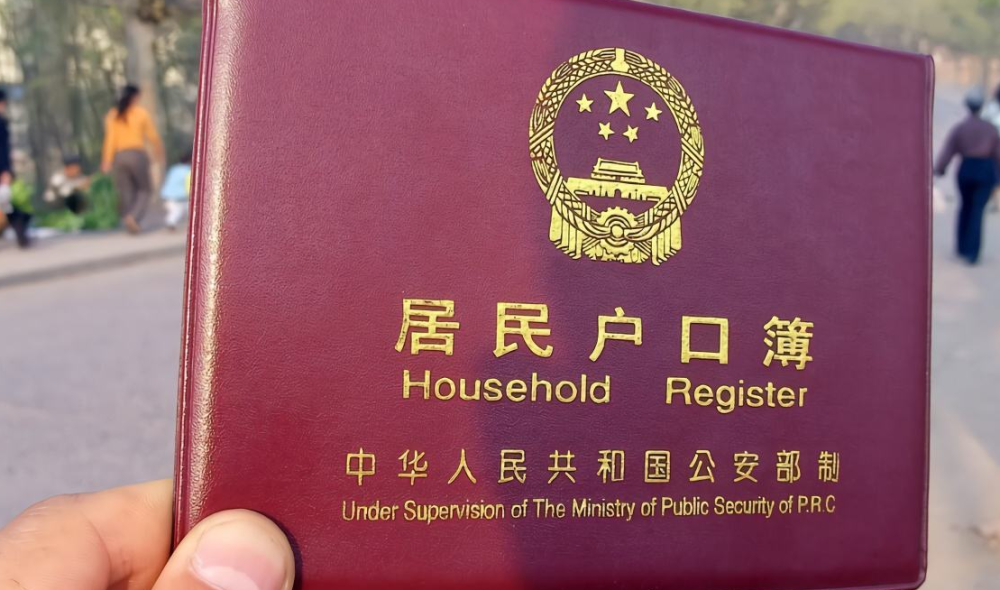 居民户口簿
Household Register
中华人民共和国公安部制
Under Supervision of The Ministry of Public Security of P.R.C